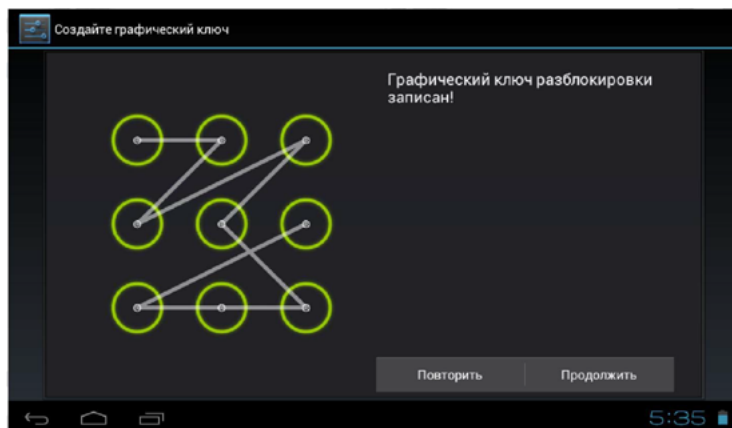 Создайте графический ключ
Графический ключ разблокировки
записан!
Повторить
Продолжить
5:35